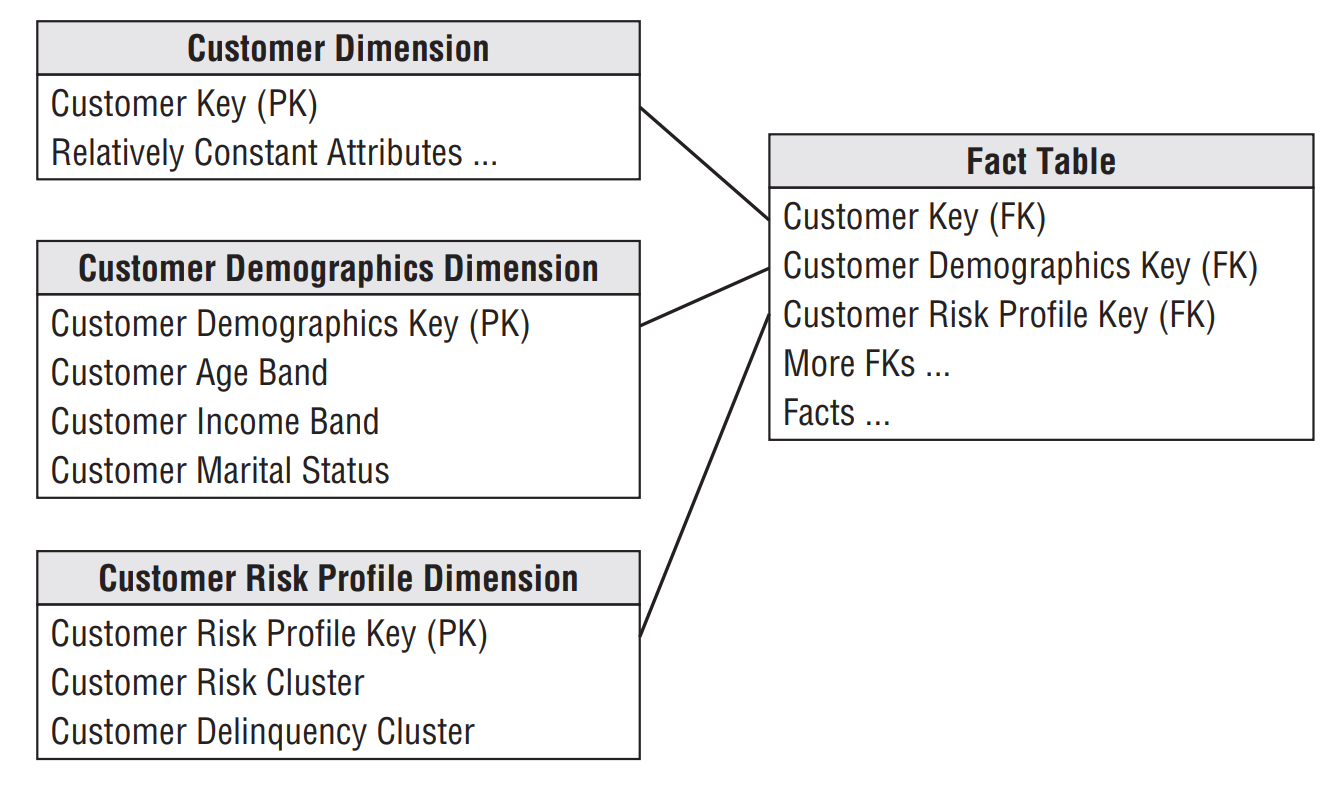 Customer Dimension
Customer Key (PK)
Relatively Constant Attributes ...
Customer Demographics Dimension
Customer Demographics Key (PK)
Customer Age Band
Customer Income Band
Customer Marital Status
Customer Risk Profile Dimension
Customer Risk Profile Key (PK)
Customer Risk Cluster
Customer Delinquency Cluster
Fact Table
Customer Key (FK)
Customer Demographics Key (FK)
Customer Risk Profile Key (FK)
More FKs ...
Facts ...